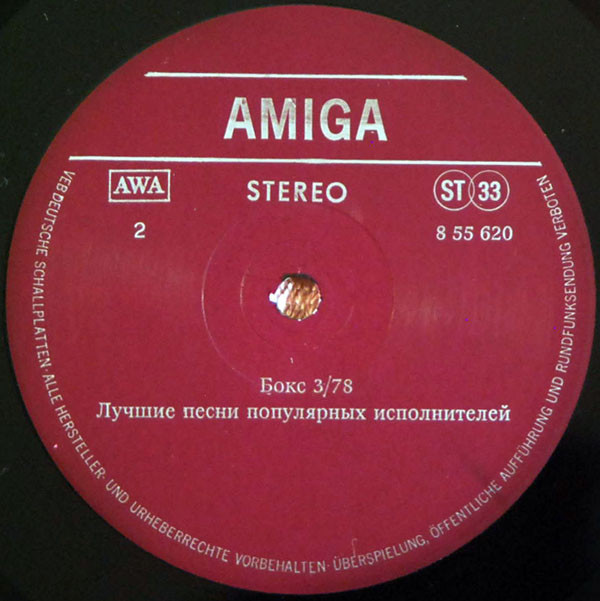 AMIGA
AWA
STEREO
ST 33
2
8 55 620
Бокс 3/78
Лучшие песни популярных исполнителей
VEB DEUTSCHE SCHALLPLATTEN · ALLE HERSTELLER- UND URHEBERRECHTE VORBEHALTEN · ÜBERSPIELUNG, ÖFFENTLICHE AUFFÜHRUNG UND RUNDFUNKSENDUNG VERBOTEN